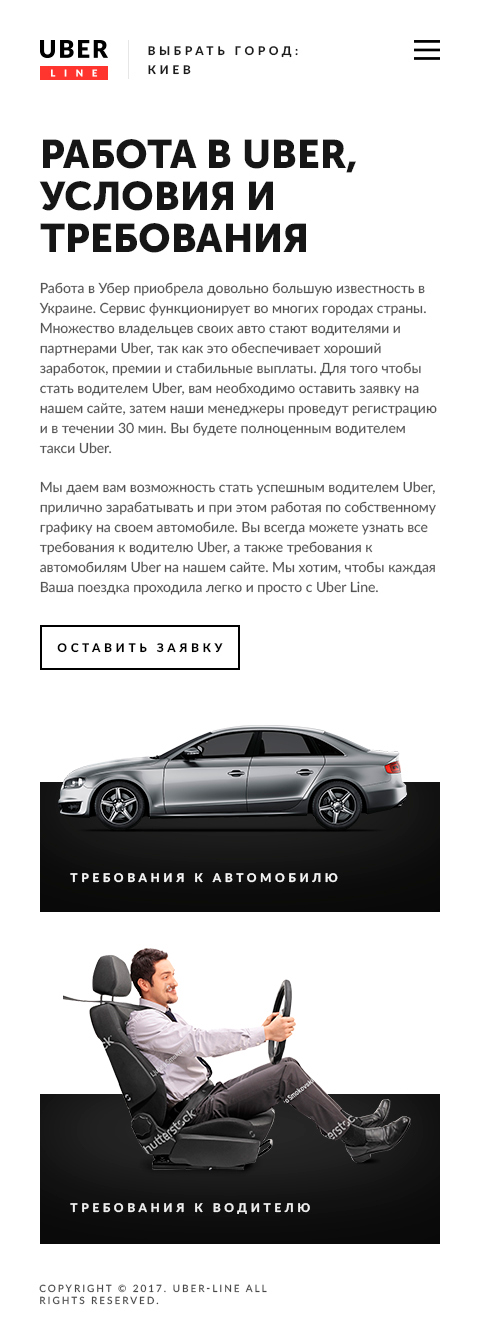 UBER
LINE
ВЫБРАТЬ ГОРОД:
КИЕВ
РАБОТА В UBER,
УСЛОВИЯ И
ТРЕБОВАНИЯ
Работа в Убер приобрела довольно большую известность в
Украине. Сервис функционирует во многих городах страны.
Множество владельцев своих авто стают водителями и
партнерами Uber, так как это обеспечивает хороший
заработок, премии и стабильные выплаты. Для того чтобы
стать водителем Uber, вам необходимо оставить заявку на
нашем сайте, затем наши менеджеры проведут регистрацию
и в течении 30 мин. Вы будете полноценным водителем
такси Uber.
Мы даем вам возможность стать успешным водителем Uber,
прилично зарабатывать и при этом работая по собственному
графику на своем автомобиле. Вы всегда можете узнать все
требования к водителю Uber, а также требования к
автомобилям Uber на нашем сайте. Мы хотим, чтобы каждая
Ваша поездка проходила легко и просто с Uber Line.
ОСТАВИТЬ ЗАЯВКУ
ТРЕБОВАНИЯ К АВТОМОБИЛЮ
ТРЕБОВАНИЯ К ВОДИТЕЛЮ
COPYRIGHT © 2017. UBER-LINE ALL
RIGHTS RESERVED.